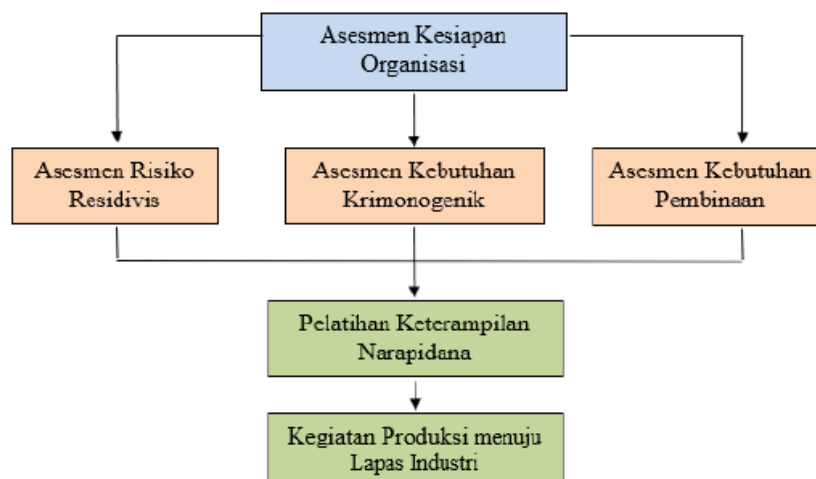 Asesmen Kesiapan
Organisasi
Asesmen Risiko
Residivis
Asesmen Kebutuhan
Krimonogenik
Asesmen Kebutuhan
Pembinaan
Pelatihan Keterampilan
Narapidana
Kegiatan Produksi menuju
Lapas Industri